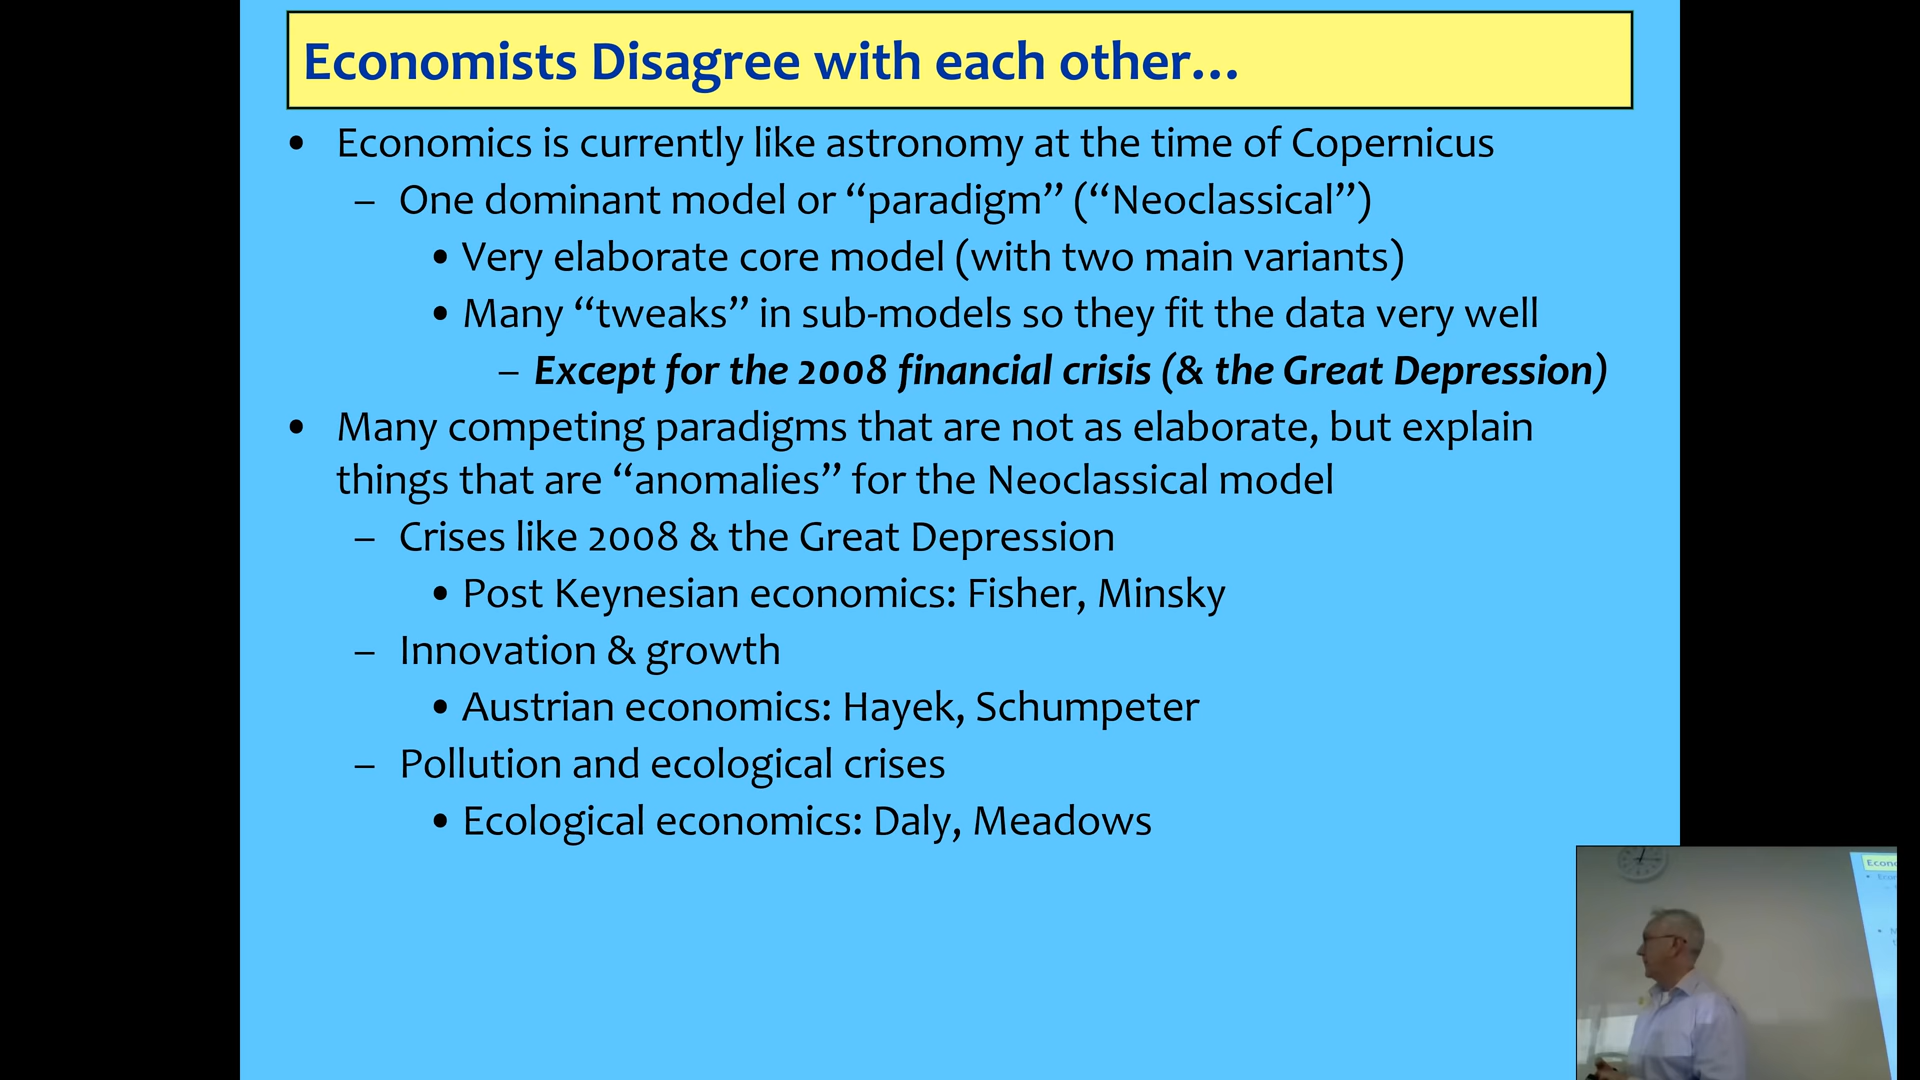 Economists Disagree with each other...
• Economics is currently like astronomy at the time of Copernicus
– One dominant model or “paradigm” (“Neoclassical”)
• Very elaborate core model (with two main variants)
• Many “tweaks” in sub-models so they fit the data very well
– Except for the 2008 financial crisis (& the Great Depression)
• Many competing paradigms that are not as elaborate, but explain
things that are “anomalies” for the Neoclassical model
– Crises like 2008 & the Great Depression
• Post Keynesian economics: Fisher, Minsky
– Innovation & growth
• Austrian economics: Hayek, Schumpeter
– Pollution and ecological crises
• Ecological economics: Daly, Meadows